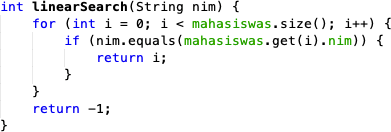 int linearSearch(String nim) {
    for (int i = 0; i < mahasiswas.size(); i++) {
        if (nim.equals(mahasiswas.get(i).nim)) {
            return i;
        }
    }
    return -1;
}